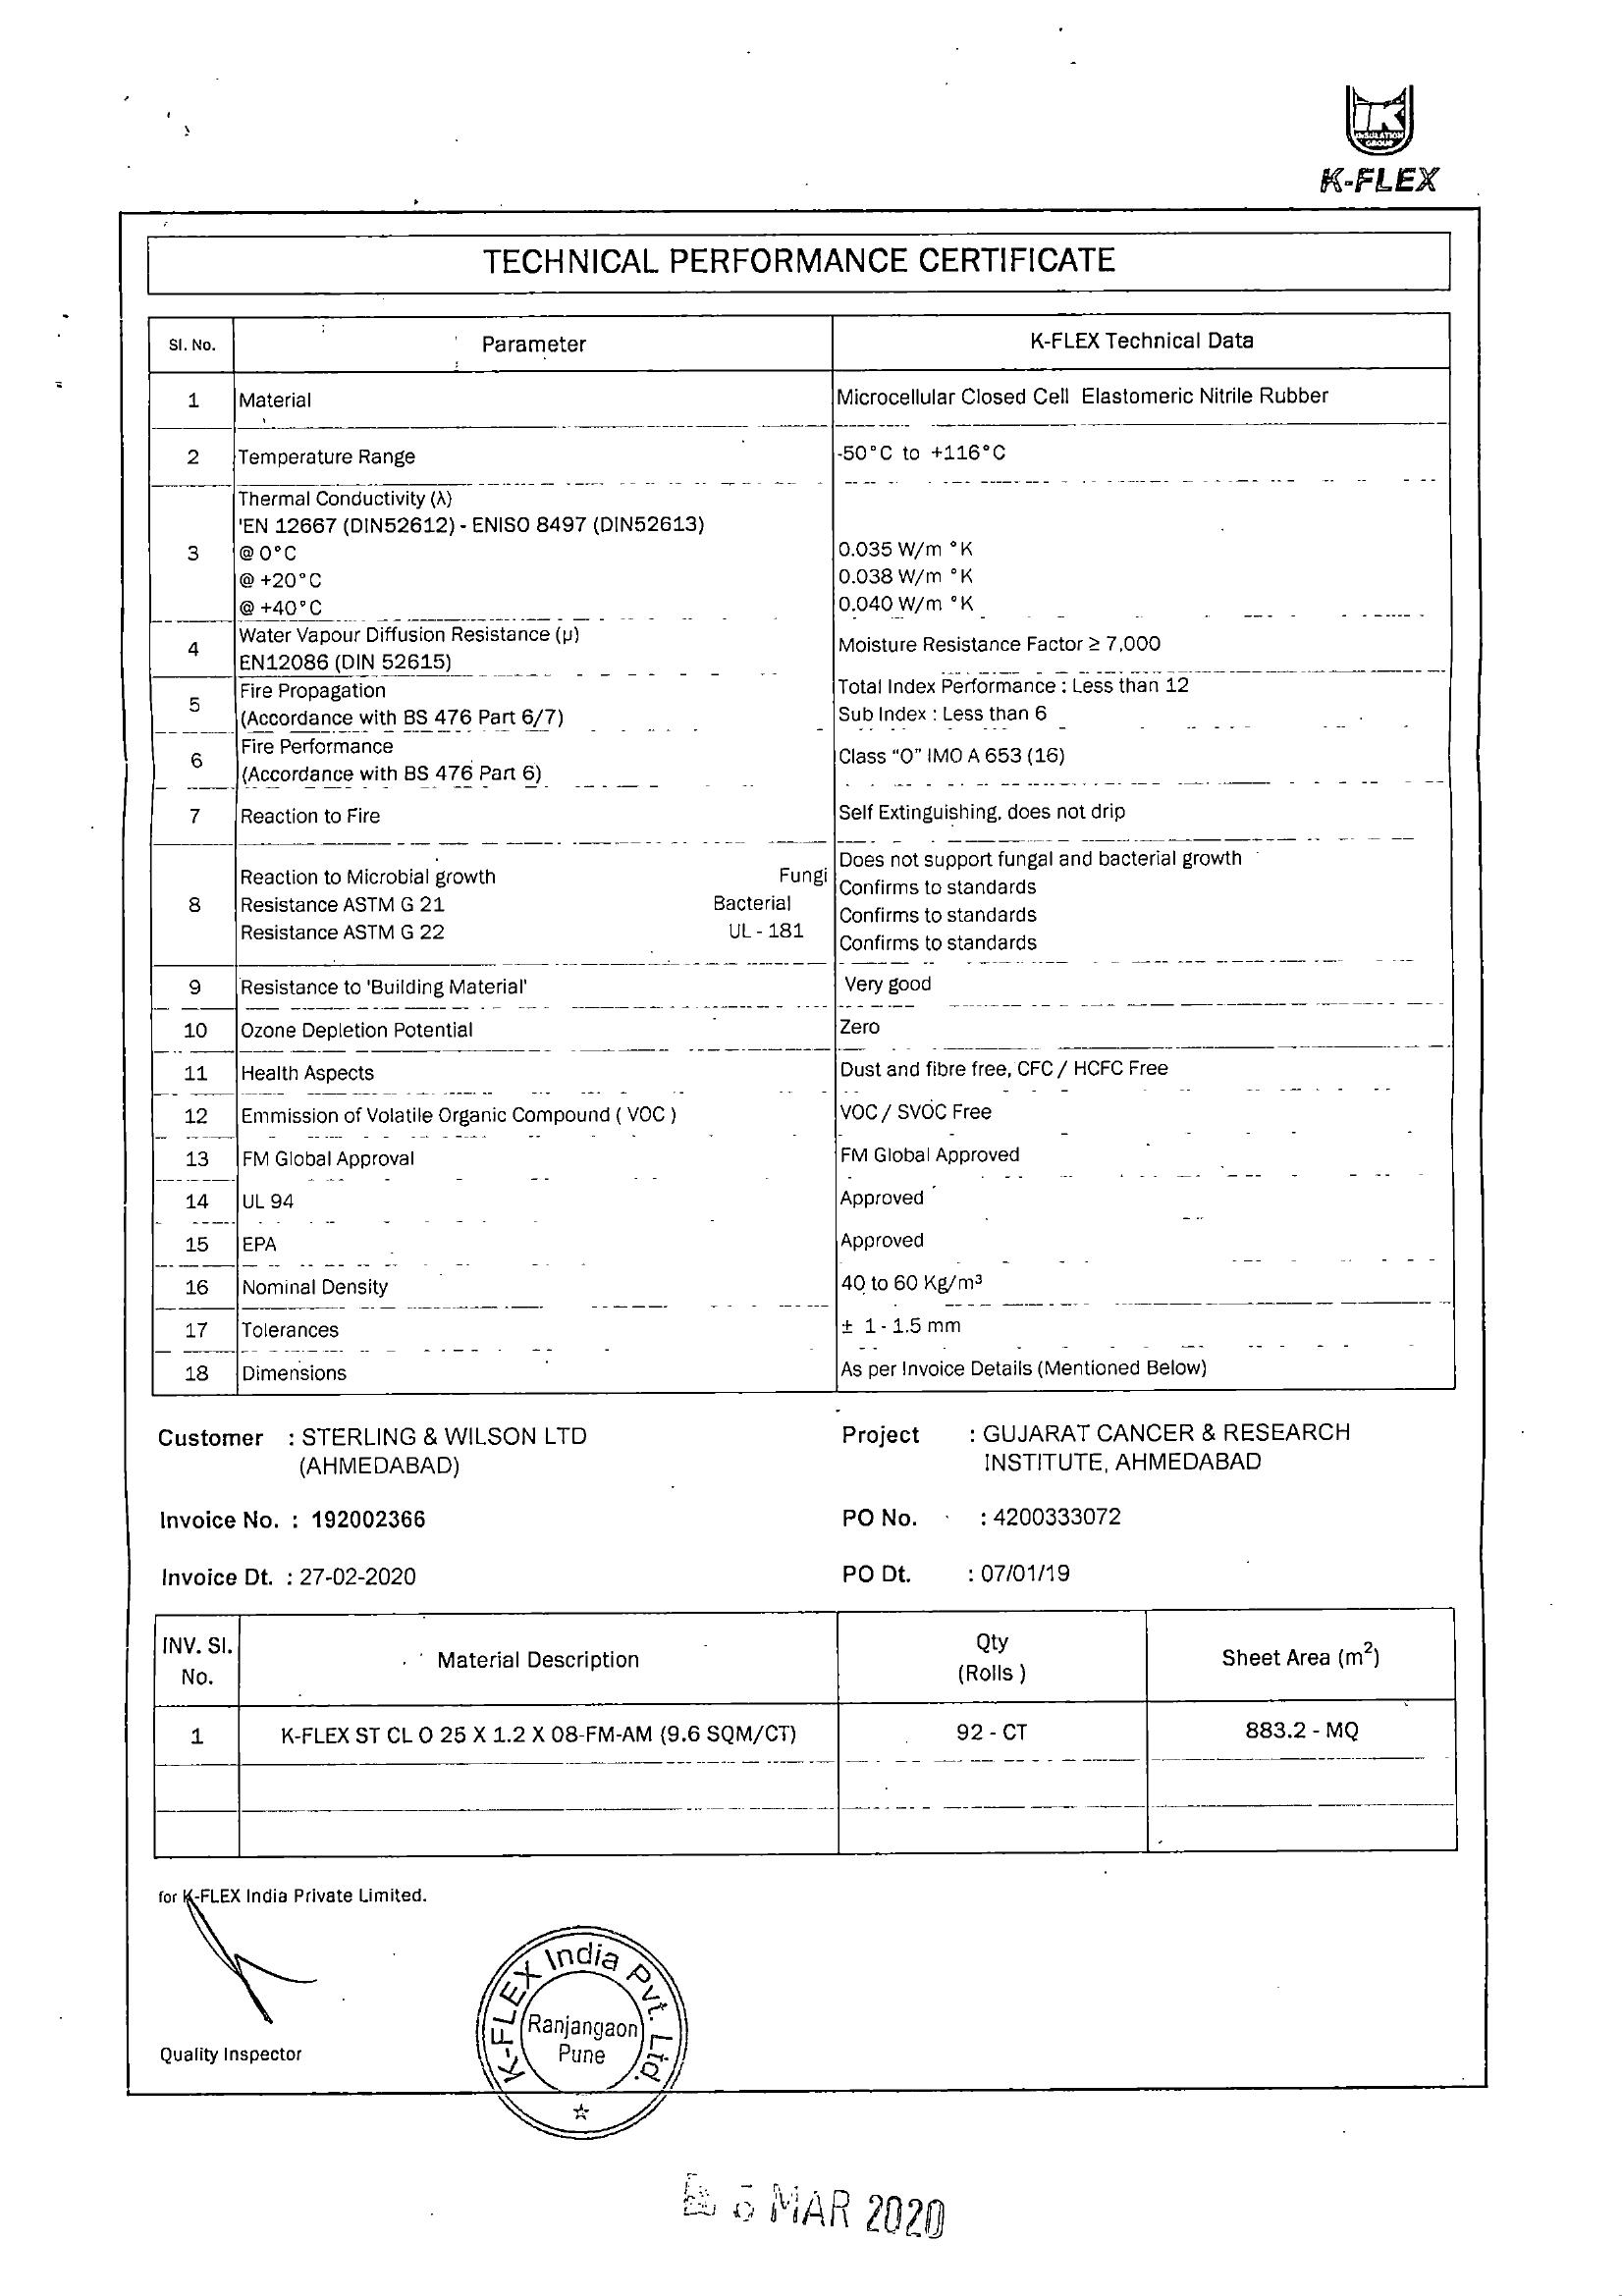 IK
INSULATION
GROUP
K-FLEX
TECHNICAL PERFORMANCE CERTIFICATE
Sl. No. Parameter K-FLEX Technical Data
1 Material Microcellular Closed Cell Elastomeric Nitrile Rubber
2 Temperature Range -50°C to +116°C
3 Thermal Conductivity (λ)
'EN 12667 (DIN52612) - ENISO 8497 (DIN52613)
@ 0°C 0.035 W/m °K
@ +20°C 0.038 W/m °K
@ +40°C 0.040 W/m °K
4 Water Vapour Diffusion Resistance (μ)
EN12086 (DIN 52615) Moisture Resistance Factor ≥ 7,000
5 Fire Propagation Total Index Performance : Less than 12
(Accordance with BS 476 Part 6/7) Sub Index : Less than 6
6 Fire Performance
(Accordance with BS 476 Part 6) Class "O" IMO A 653 (16)
7 Reaction to Fire Self Extinguishing, does not drip
8 Reaction to Microbial growth Fungi Does not support fungal and bacterial growth
Resistance ASTM G 21 Bacterial Confirms to standards
Resistance ASTM G 22 UL - 181 Confirms to standards
Confirms to standards
9 Resistance to 'Building Material' Very good
10 Ozone Depletion Potential Zero
11 Health Aspects Dust and fibre free, CFC / HCFC Free
12 Emmission of Volatile Organic Compound ( VOC ) VOC / SVOC Free
13 FM Global Approval FM Global Approved
14 UL 94 Approved
15 EPA Approved
16 Nominal Density 40 to 60 Kg/m³
17 Tolerances ± 1 - 1.5 mm
18 Dimensions As per Invoice Details (Mentioned Below)
Customer : STERLING & WILSON LTD Project : GUJARAT CANCER & RESEARCH
(AHMEDABAD) INSTITUTE, AHMEDABAD
Invoice No. : 192002366 PO No. : 4200333072
Invoice Dt. : 27-02-2020 PO Dt. : 07/01/19
INV. Sl. No. Material Description Qty (Rolls ) Sheet Area (m²)
1 K-FLEX ST CL O 25 X 1.2 X 08-FM-AM (9.6 SQM/CT) 92 - CT 883.2 - MQ
for K-FLEX India Private Limited.
K-FLEX India Pvt. Ltd.
Ranjangaon
Pune
Quality Inspector
MAR 2020